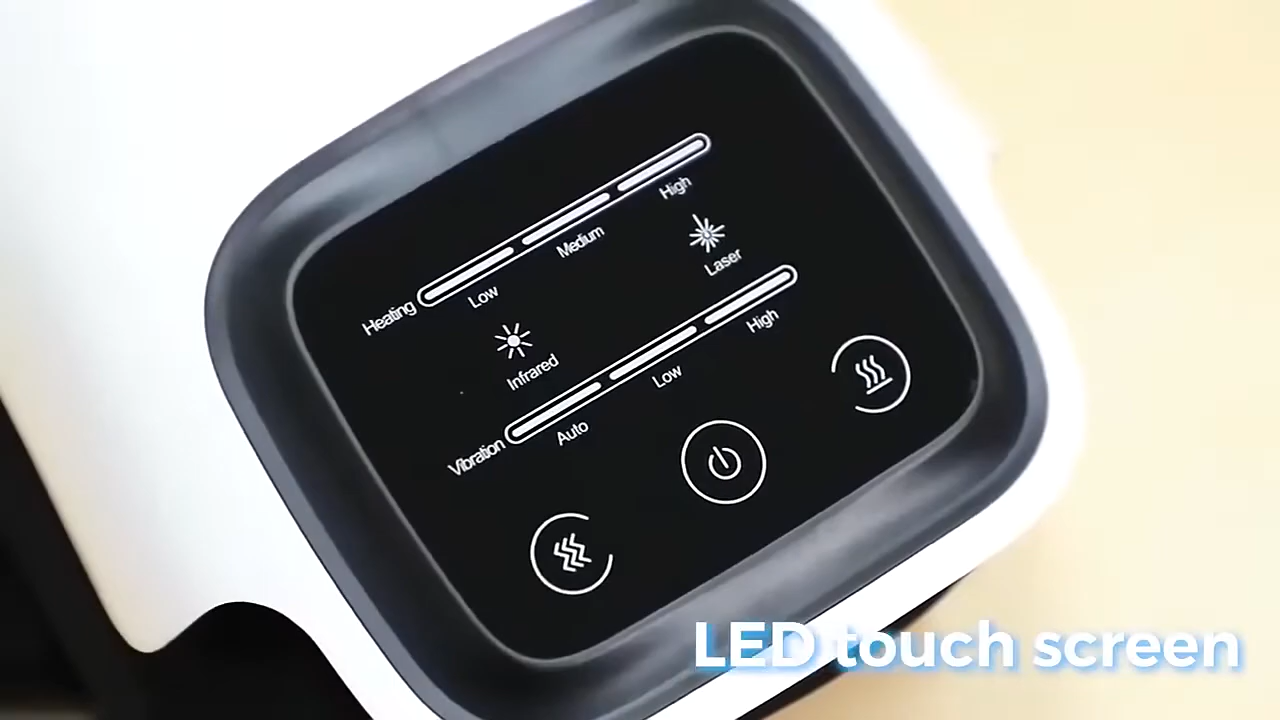 Heating
Low
Medium
High
Infrared
Laser
Vibration
Auto
Low
High
LED touch screen